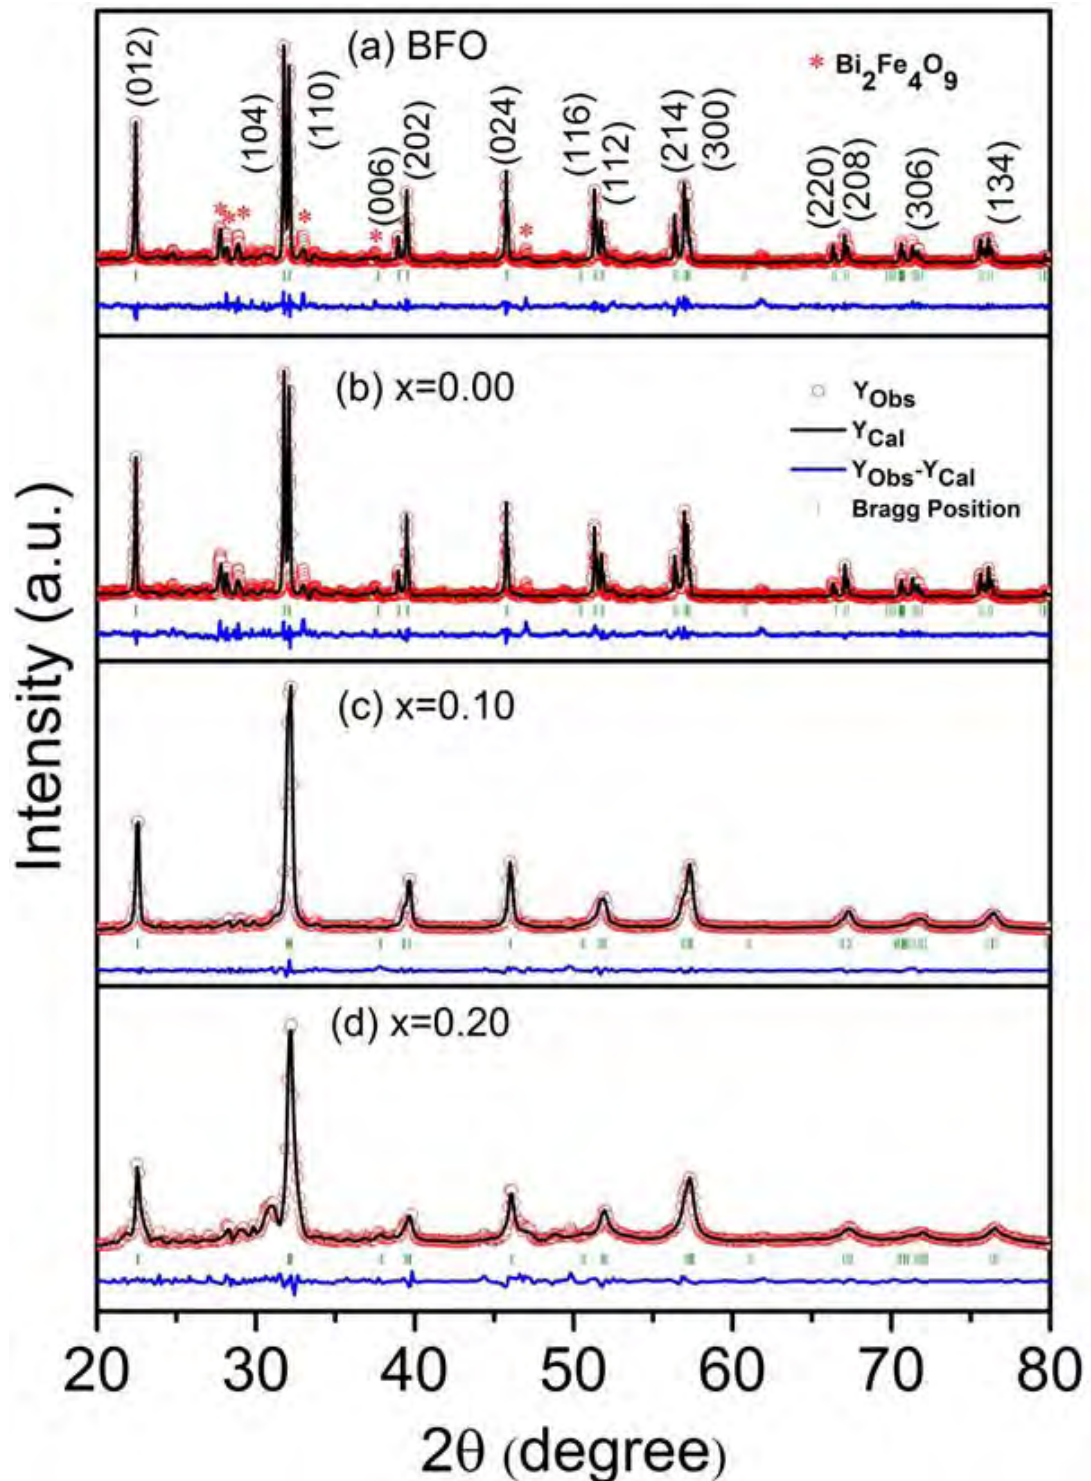 (a) BFO
* Bi2Fe4O9
(012)
(104)
(110)
(006)
(202)
(024)
(116)
(112)
(214)
(300)
(220)
(208)
(306)
(134)
(b) x=0.00
YObs
YCal
YObs-YCal
Bragg Position
(c) x=0.10
(d) x=0.20
Intensity (a.u.)
20 30 40 50 60 70 80
2θ (degree)